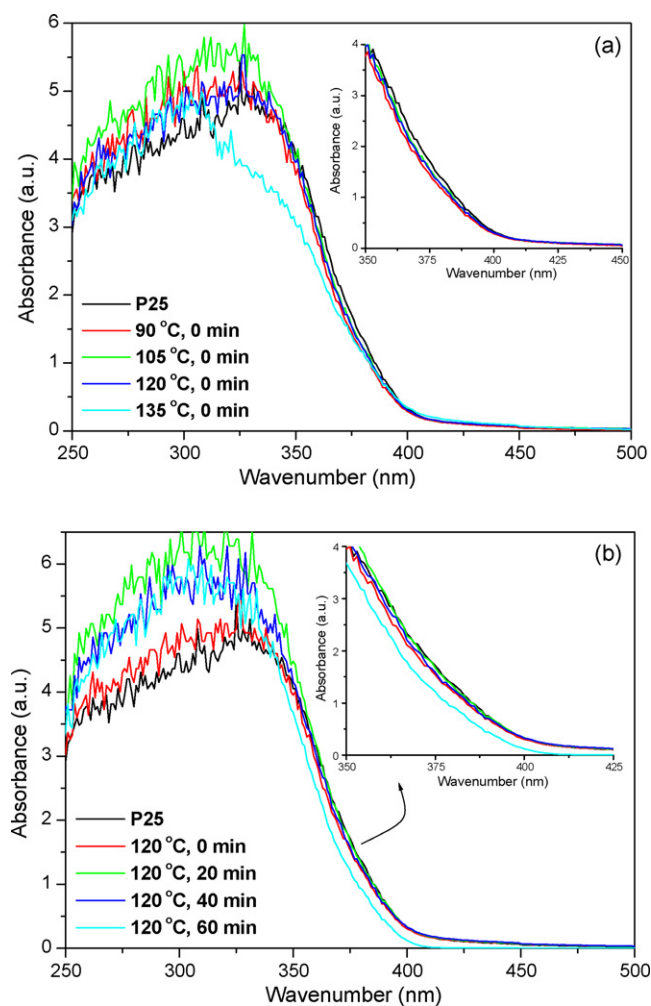 (a)
6
5
4
3
2
1
0
Absorbance (a.u.)
250 300 350 400 450 500
Wavenumber (nm)
P25
90 °C, 0 min
105 °C, 0 min
120 °C, 0 min
135 °C, 0 min
4
3
2
1
0
Absorbance (a.u.)
350 375 400 425 450
Wavenumber (nm)
(b)
6
5
4
3
2
1
0
Absorbance (a.u.)
250 300 350 400 450 500
Wavenumber (nm)
P25
120 °C, 0 min
120 °C, 20 min
120 °C, 40 min
120 °C, 60 min
4
3
2
1
0
Absorbance (a.u.)
350 375 400 425
Wavenumber (nm)